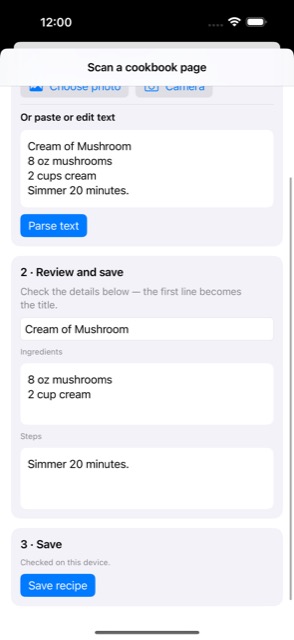 12:00
Scan a cookbook page
Choose photo
Camera
Or paste or edit text
Cream of Mushroom
8 oz mushrooms
2 cups cream
Simmer 20 minutes.
Parse text
2 · Review and save
Check the details below — the first line becomes
the title.
Cream of Mushroom
Ingredients
8 oz mushrooms
2 cup cream
Steps
Simmer 20 minutes.
3 · Save
Checked on this device.
Save recipe